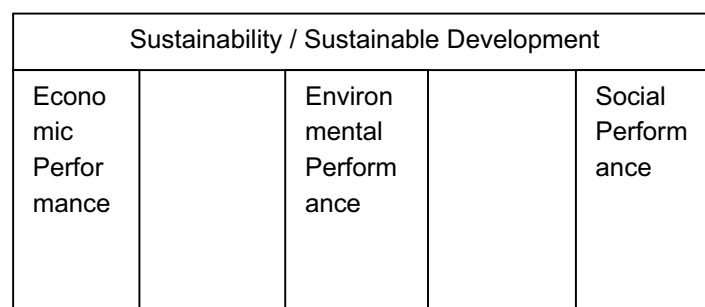 Sustainability / Sustainable Development
Econo
mic
Perfor
mance
Environ
mental
Perform
ance
Social
Perform
ance